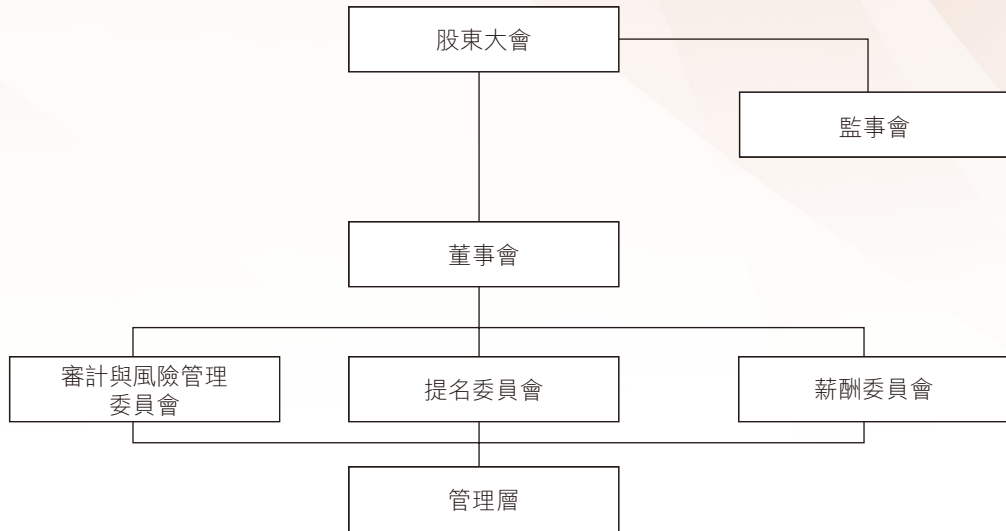 股東大會
監事會
董事會
審計與風險管理
委員會
提名委員會
薪酬委員會
管理層